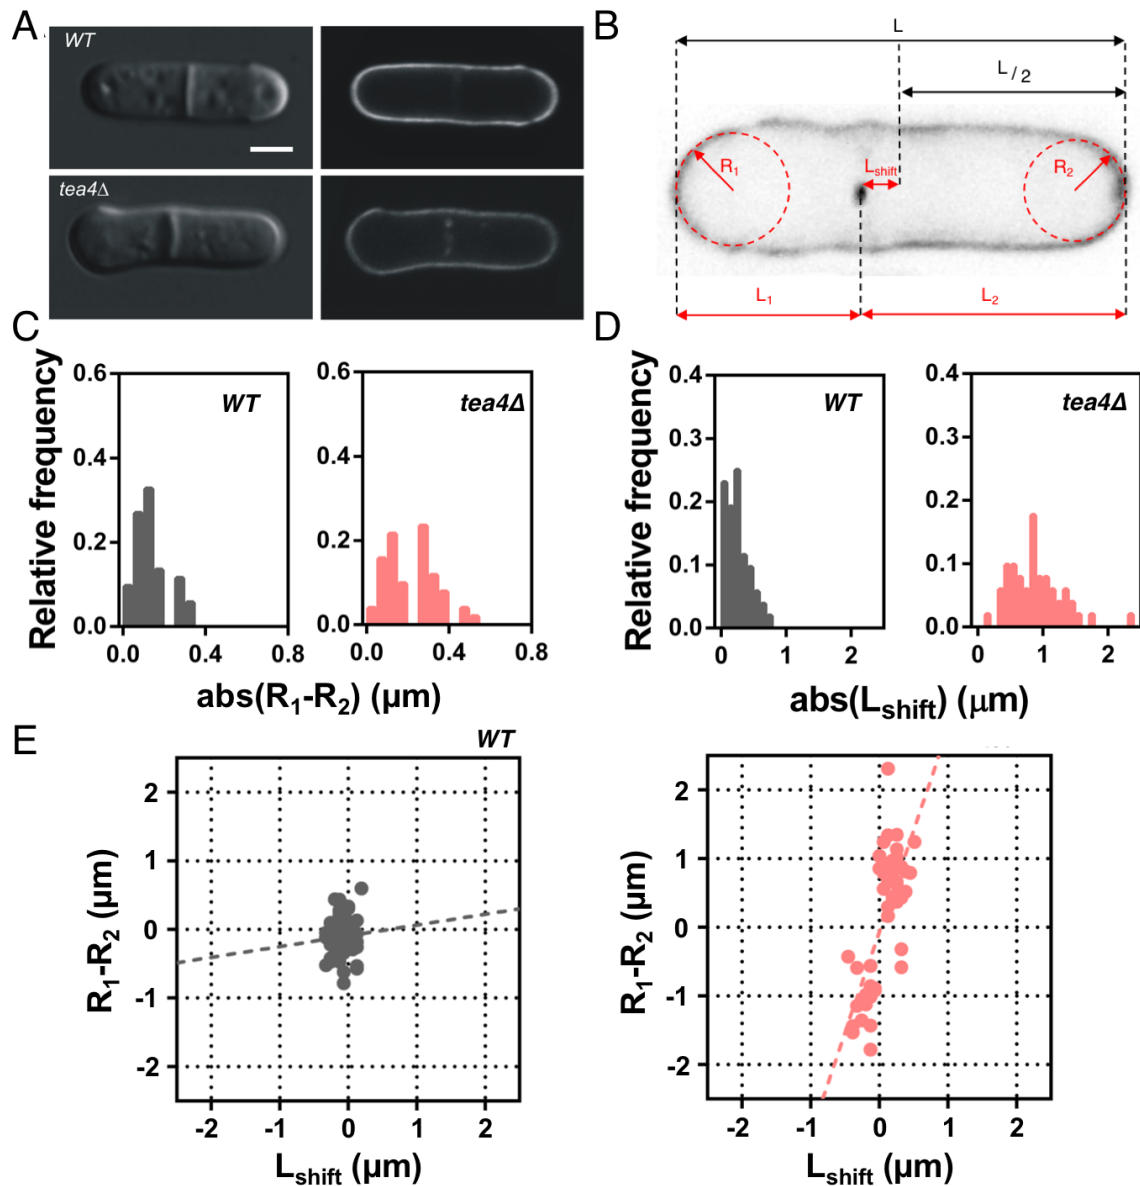 A
WT
tea4Δ
B
L
L / 2
R1
Lshift
R2
L1
L2
C
Relative frequency
0.6
0.4
0.2
0.0
WT
0.0 0.4 0.8
0.6
0.4
0.2
0.0
tea4Δ
0.0 0.4 0.8
abs(R1-R2) (μm)
D
Relative frequency
0.4
0.3
0.2
0.1
0.0
WT
0 1 2
0.4
0.3
0.2
0.1
0.0
tea4Δ
0 1 2
abs(Lshift) (μm)
E
WT
R1-R2 (μm)
2
1
0
-1
-2
-2 -1 0 1 2
Lshift (μm)
R1-R2 (μm)
2
1
0
-1
-2
-2 -1 0 1 2
Lshift (μm)